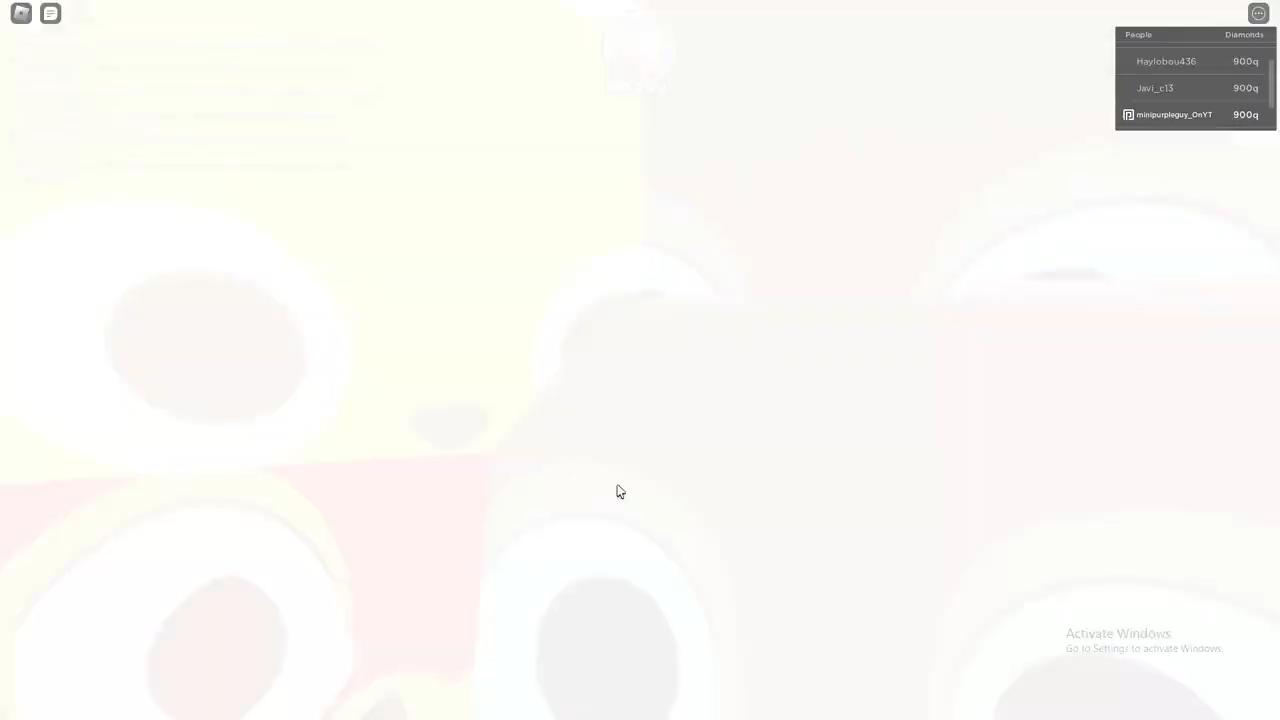 People Diamonds
Haylobou436 900q
Javi_c13 900q
minipurpleguy_OnYT 900q
Activate Windows
Go to Settings to activate Windows.